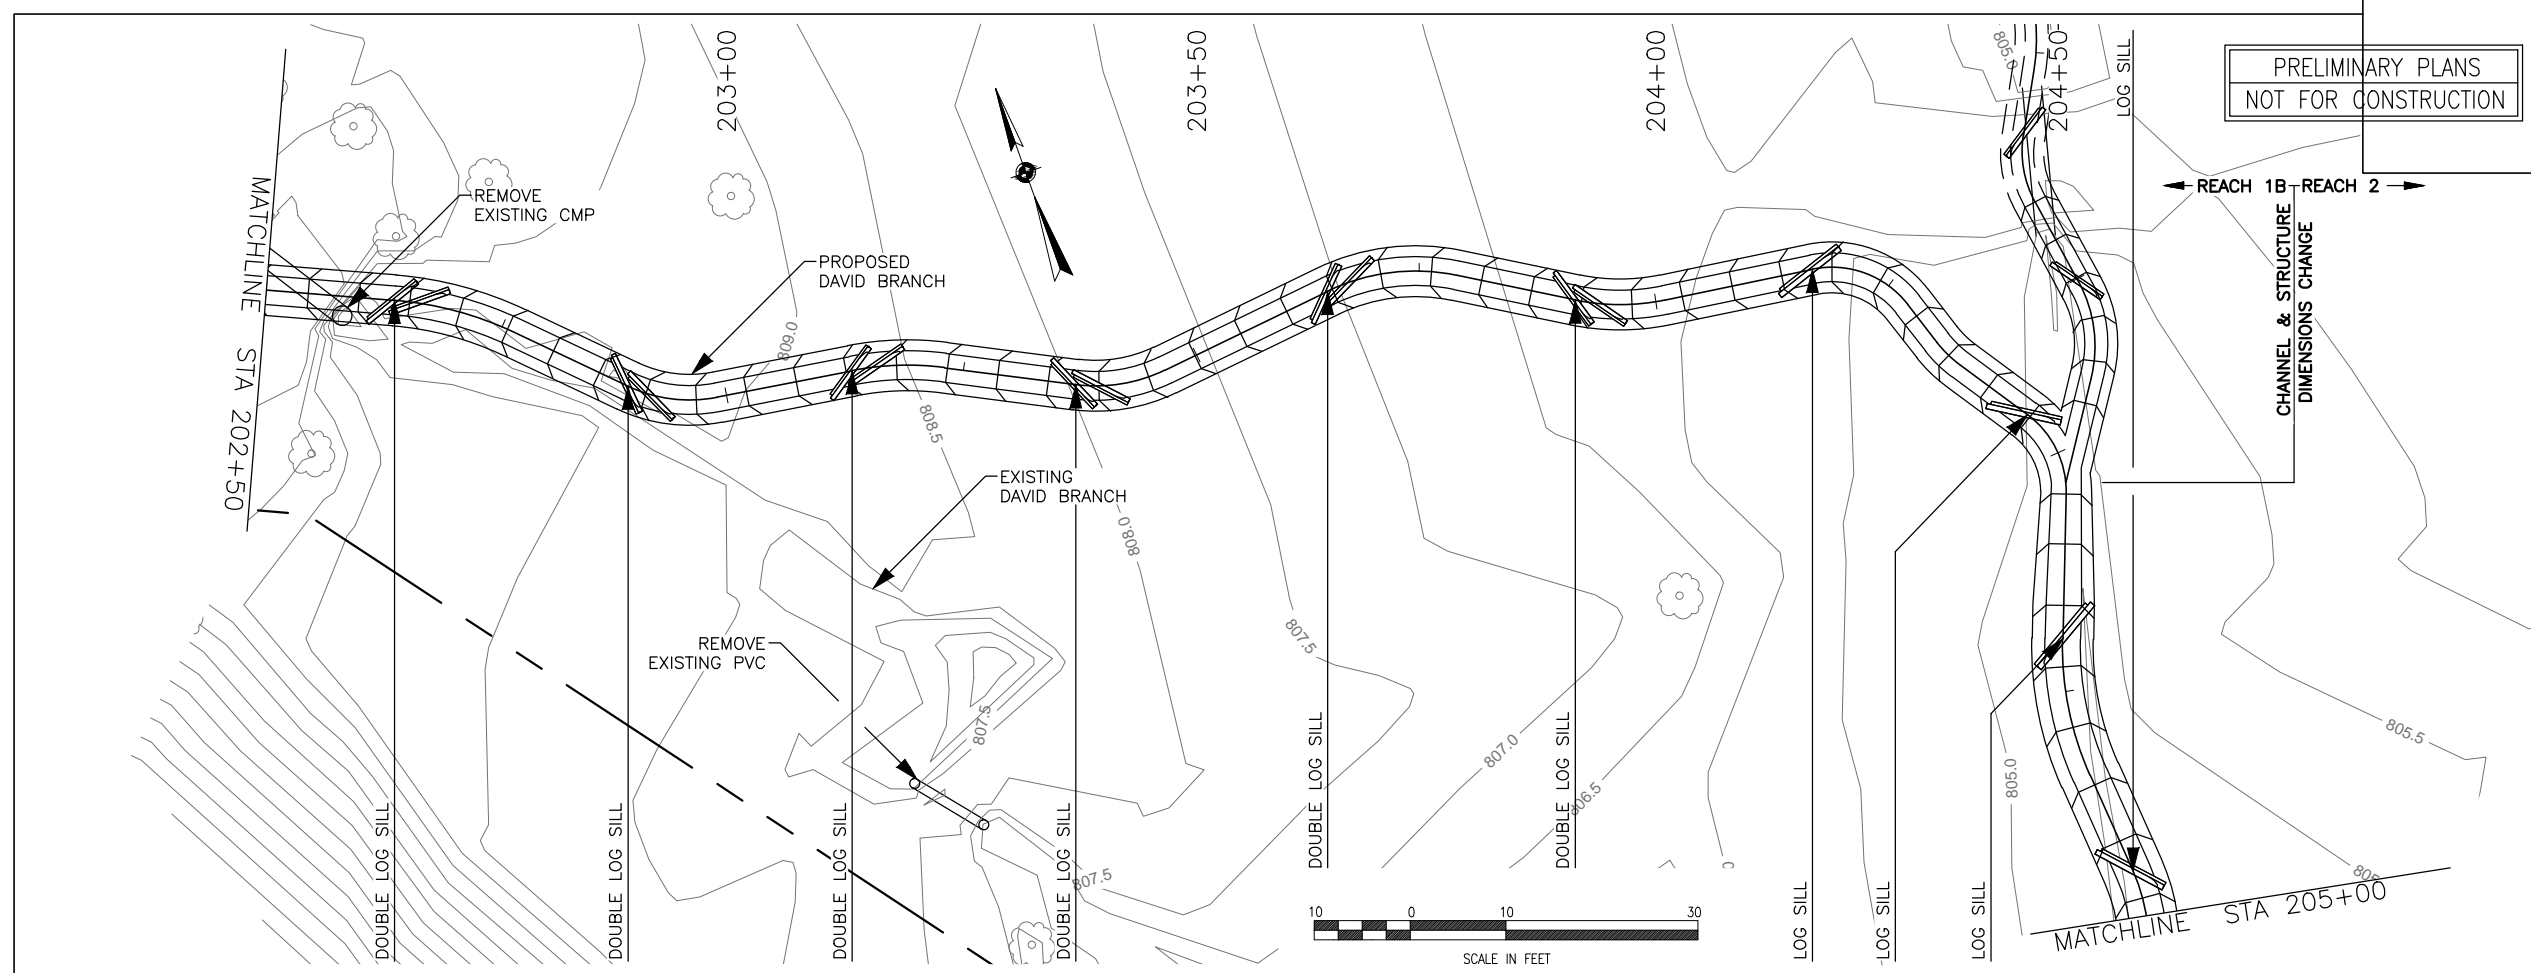 203+00
203+50
204+00
204+50
LOG SILL
PRELIMINARY PLANS
NOT FOR CONSTRUCTION
805.0
REACH 1B
REACH 2
CHANNEL & STRUCTURE
DIMENSIONS CHANGE
MATCHLINE STA 202+50
REMOVE
EXISTING CMP
PROPOSED
DAVID BRANCH
809.0
808.5
EXISTING
DAVID BRANCH
808.0
REMOVE
EXISTING PVC
807.5
807.5
807.0
806.5
805.0
805.5
807.5
DOUBLE LOG SILL
DOUBLE LOG SILL
DOUBLE LOG SILL
DOUBLE LOG SILL
DOUBLE LOG SILL
DOUBLE LOG SILL
LOG SILL
LOG SILL
LOG SILL
10 0 10 30
SCALE IN FEET
MATCHLINE STA 205+00